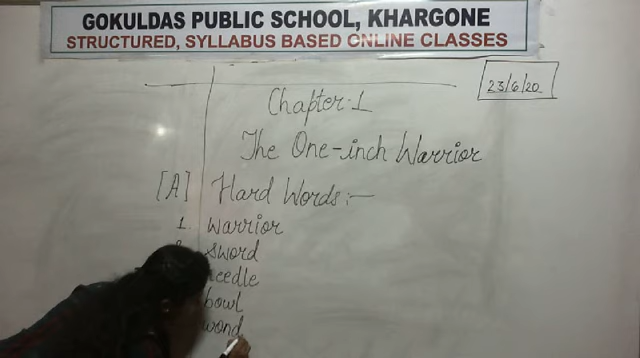 GOKULDAS PUBLIC SCHOOL, KHARGONE
STRUCTURED, SYLLABUS BASED ONLINE CLASSES
23/6/20
Chapter:1
The One-inch Warrior
[A] Hard Words:-
1. Warrior
sword
needle
bowl
wond